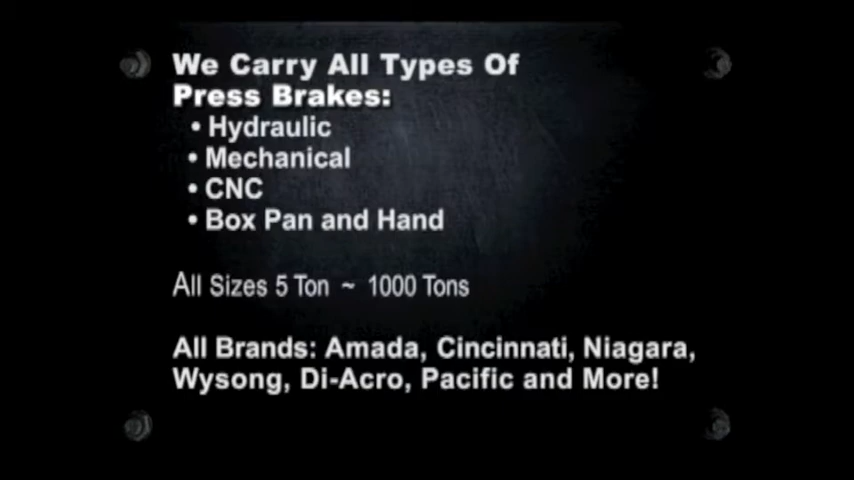 We Carry All Types Of
Press Brakes:
• Hydraulic
• Mechanical
• CNC
• Box Pan and Hand
All Sizes 5 Ton ~ 1000 Tons
All Brands: Amada, Cincinnati, Niagara,
Wysong, Di-Acro, Pacific and More!